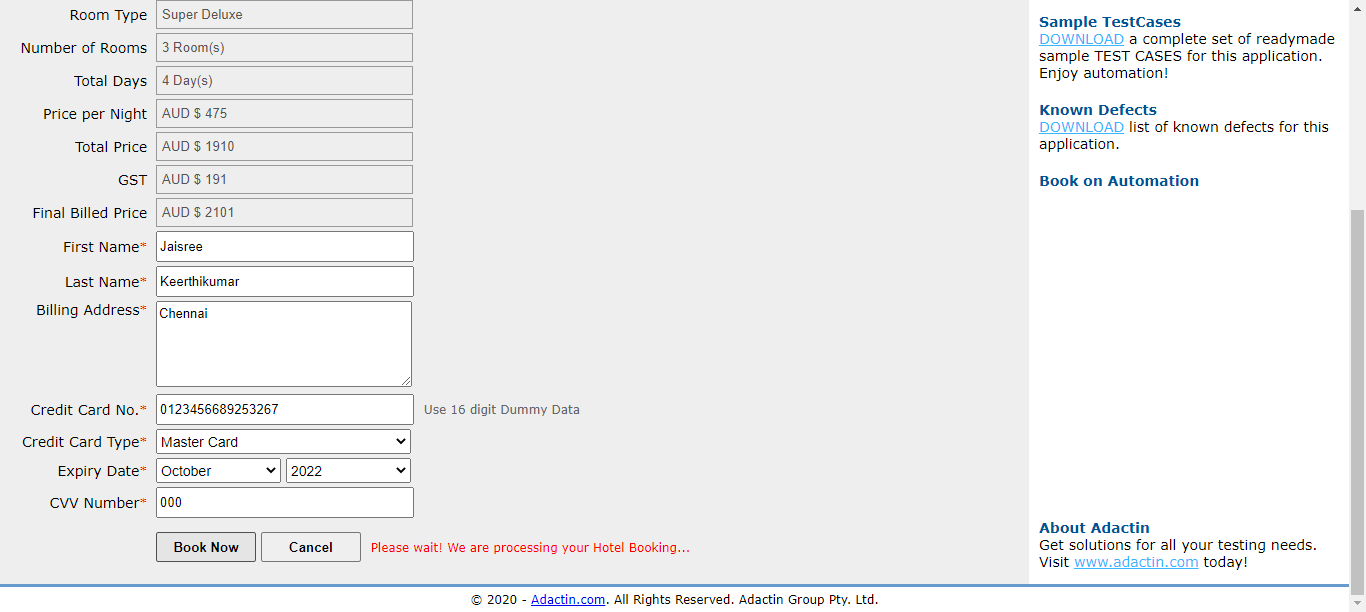 Room Type Super Deluxe
Number of Rooms 3 Room(s)
Total Days 4 Day(s)
Price per Night AUD $ 475
Total Price AUD $ 1910
GST AUD $ 191
Final Billed Price AUD $ 2101
First Name* Jaisree
Last Name* Keerthikumar
Billing Address* Chennai
Credit Card No.* 0123456689253267 Use 16 digit Dummy Data
Credit Card Type* Master Card
Expiry Date* October 2022
CVV Number* 000
Book Now Cancel Please wait! We are processing your Hotel Booking...
Sample TestCases
DOWNLOAD a complete set of readymade
sample TEST CASES for this application.
Enjoy automation!
Known Defects
DOWNLOAD list of known defects for this
application.
Book on Automation
About Adactin
Get solutions for all your testing needs.
Visit www.adactin.com today!
© 2020 - Adactin.com. All Rights Reserved. Adactin Group Pty. Ltd.